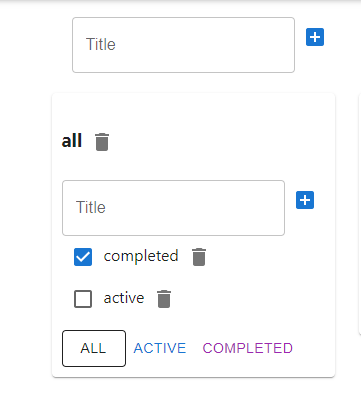 Title
all
Title
completed
active
ALL ACTIVE COMPLETED